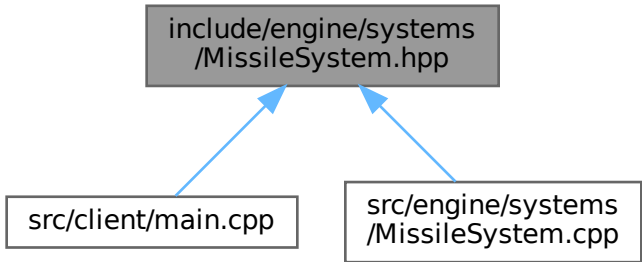 include/engine/systems
/MissileSystem.hpp
src/client/main.cpp
src/engine/systems
/MissileSystem.cpp